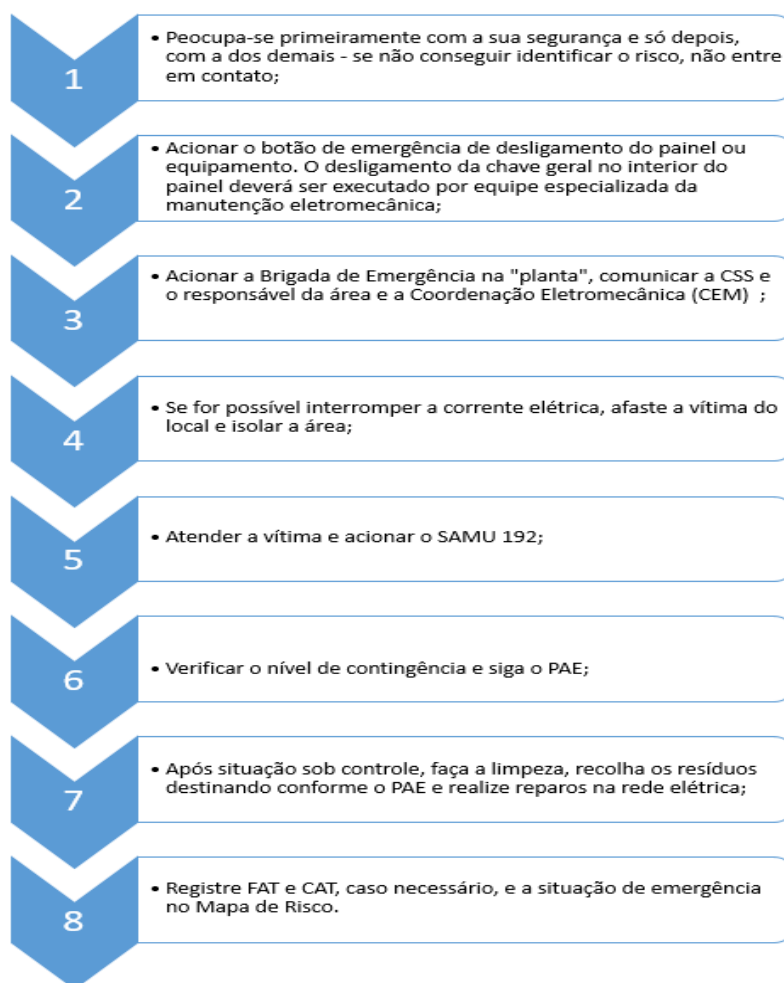 1
• Peocupa-se primeiramente com a sua segurança e só depois,
com a dos demais - se não conseguir identificar o risco, não entre
em contato;
2
• Acionar o botão de emergência de desligamento do painel ou
equipamento. O desligamento da chave geral no interior do
painel deverá ser executado por equipe especializada da
manutenção eletromecânica;
3
• Acionar a Brigada de Emergência na "planta", comunicar a CSS e
o responsável da área e a Coordenação Eletromecânica (CEM) ;
4
• Se for possível interromper a corrente elétrica, afaste a vítima do
local e isolar a área;
5
• Atender a vítima e acionar o SAMU 192;
6
• Verificar o nível de contingência e siga o PAE;
7
• Após situação sob controle, faça a limpeza, recolha os resíduos
destinando conforme o PAE e realize reparos na rede elétrica;
8
• Registre FAT e CAT, caso necessário, e a situação de emergência
no Mapa de Risco.